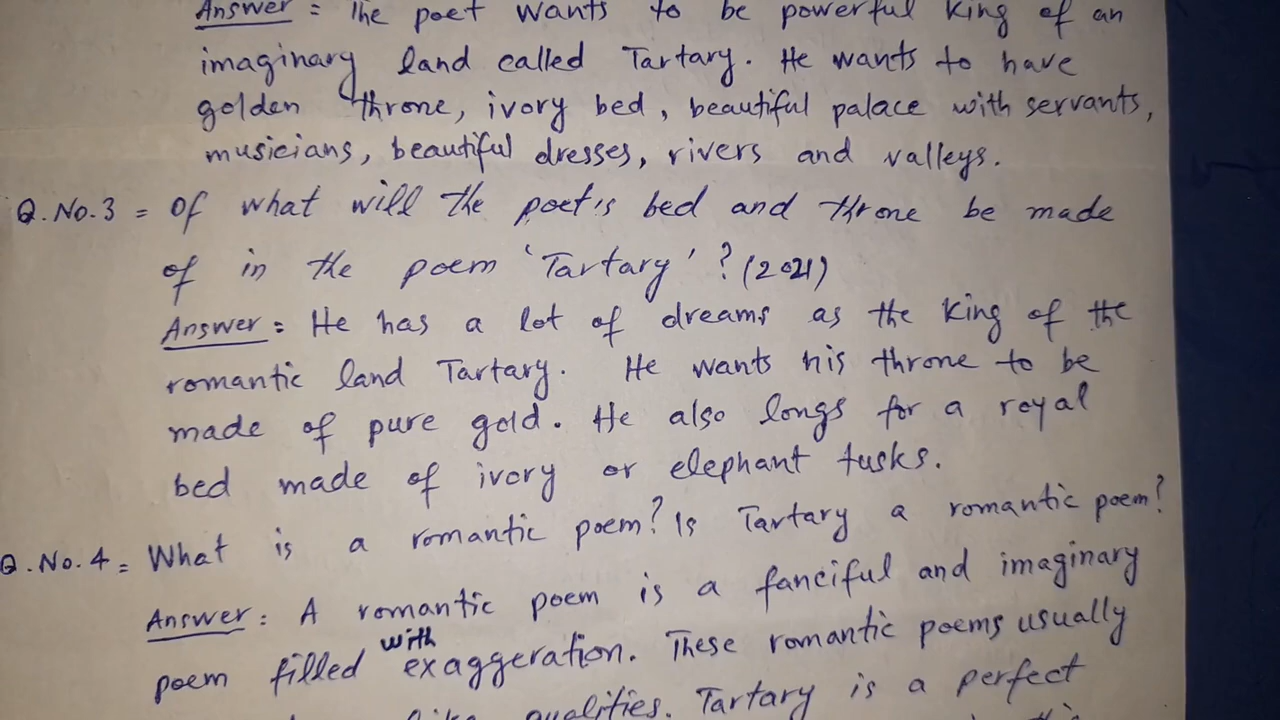 Answer = The poet wants to be powerful King of an
imaginary land called Tartary. He wants to have
golden throne, ivory bed, beautiful palace with servants,
musicians, beautiful dresses, rivers and valleys.
Q.No.3 = Of what will the poet's bed and throne be made
of in the poem 'Tartary' ? (2021)
Answer = He has a lot of dreams as the King of the
romantic land Tartary. He wants his throne to be
made of pure gold. He also longs for a royal
bed made of ivory or elephant tusks.
Q.No.4 = What is a romantic poem? Is Tartary a romantic poem?
Answer : A romantic poem is a fanciful and imaginary
poem filled with exaggeration. These romantic poems usually
qualities. Tartary is a perfect